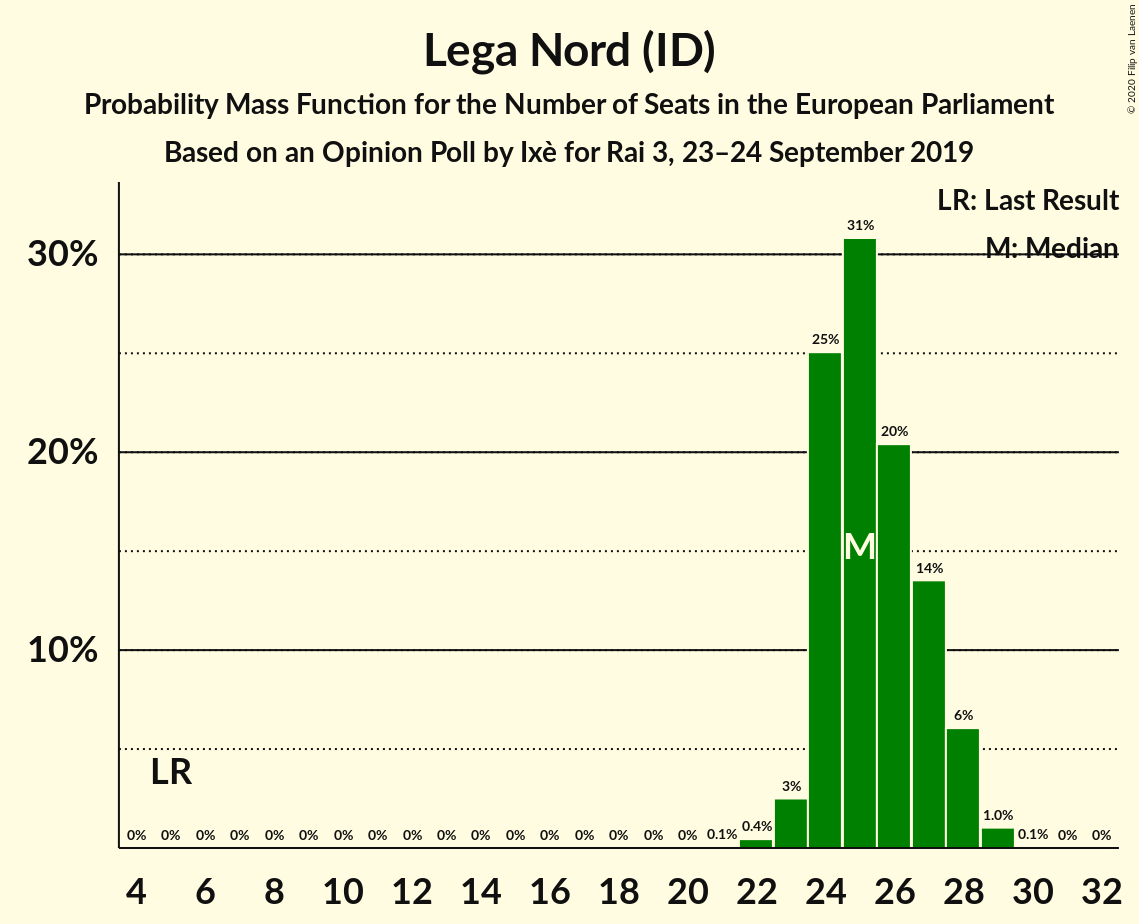 Lega Nord (ID)
Probability Mass Function for the Number of Seats in the European Parliament
Based on an Opinion Poll by Ixè for Rai 3, 23–24 September 2019
© 2020 Filip van Laenen
LR: Last Result
M: Median
30%
20%
10%
31%
25%
20%
M
14%
6%
LR
3%
0% 0% 0% 0% 0% 0% 0% 0% 0% 0% 0% 0% 0% 0% 0% 0% 0% 0.1% 0.4% 1.0% 0.1% 0% 0%
4 6 8 10 12 14 16 18 20 22 24 26 28 30 32